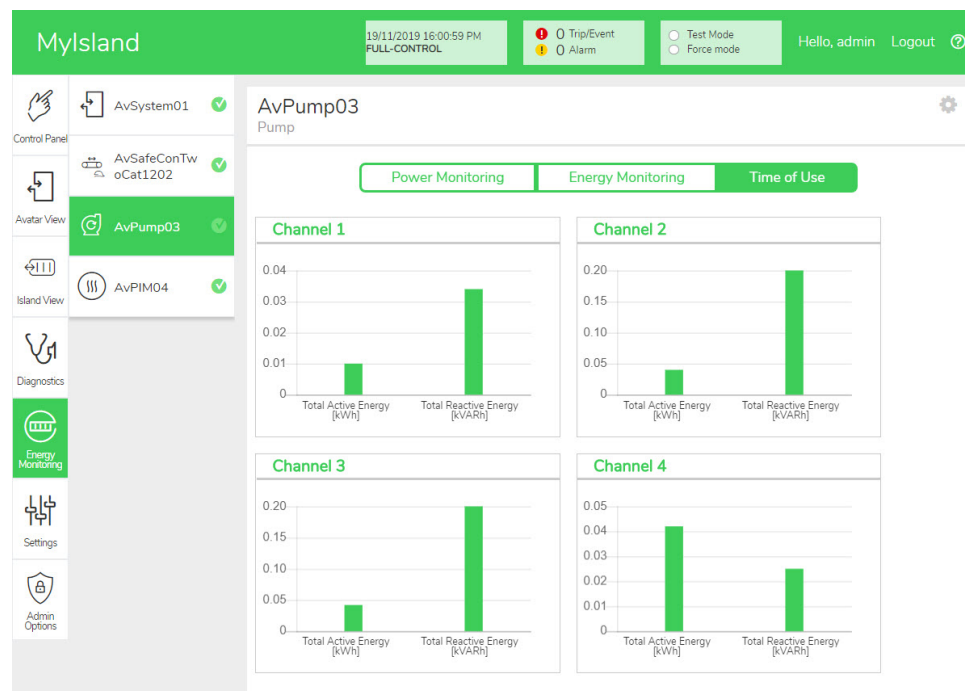 MyIsland
19/11/2019 16:00:59 PM
FULL-CONTROL
0 Trip/Event
0 Alarm
Test Mode
Force mode
Hello, admin
Logout
Control Panel
Avatar View
Island View
Diagnostics
Energy
Monitoring
Settings
Admin
Options
AvSystem01
AvSafeConTw
oCat1202
AvPump03
AvPIM04
AvPump03
Pump
Power Monitoring
Energy Monitoring
Time of Use
Channel 1
0.04
0.03
0.02
0.01
0
Total Active Energy
[kWh]
Total Reactive Energy
[kVARh]
Channel 2
0.20
0.15
0.10
0.05
0
Total Active Energy
[kWh]
Total Reactive Energy
[kVARh]
Channel 3
0.20
0.15
0.10
0.05
0
Total Active Energy
[kWh]
Total Reactive Energy
[kVARh]
Channel 4
0.05
0.04
0.03
0.02
0.01
0
Total Active Energy
[kWh]
Total Reactive Energy
[kVARh]